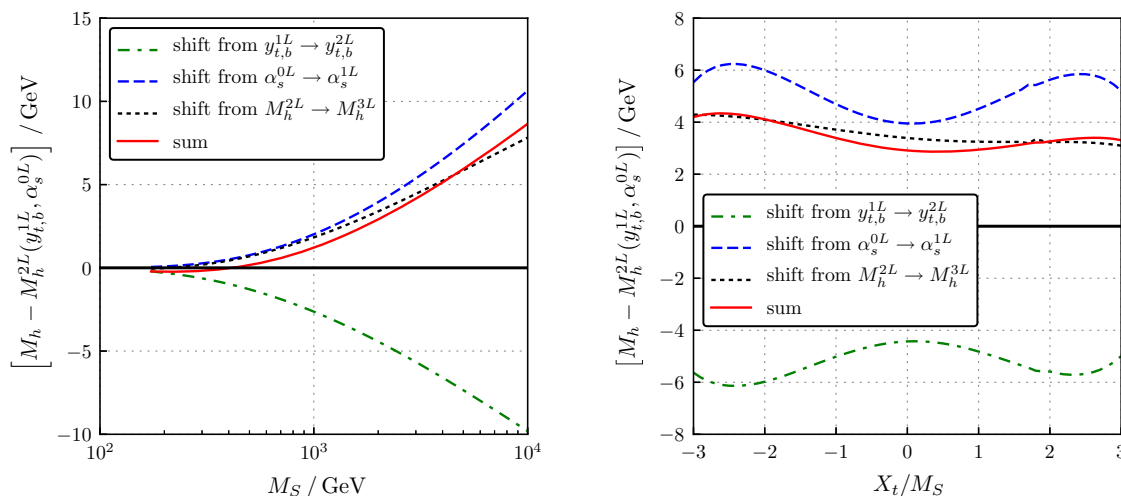 [M_h − M_h^{2L}(y_{t,b}^{1L}, α_s^{0L})] / GeV
15
10
5
0
−5
−10
shift from y_{t,b}^{1L} → y_{t,b}^{2L}
shift from α_s^{0L} → α_s^{1L}
shift from M_h^{2L} → M_h^{3L}
sum
10^2
10^3
10^4
M_S / GeV
[M_h − M_h^{2L}(y_{t,b}^{1L}, α_s^{0L})] / GeV
8
6
4
2
0
−2
−4
−6
−8
shift from y_{t,b}^{1L} → y_{t,b}^{2L}
shift from α_s^{0L} → α_s^{1L}
shift from M_h^{2L} → M_h^{3L}
sum
−3 −2 −1 0 1 2 3
X_t/M_S